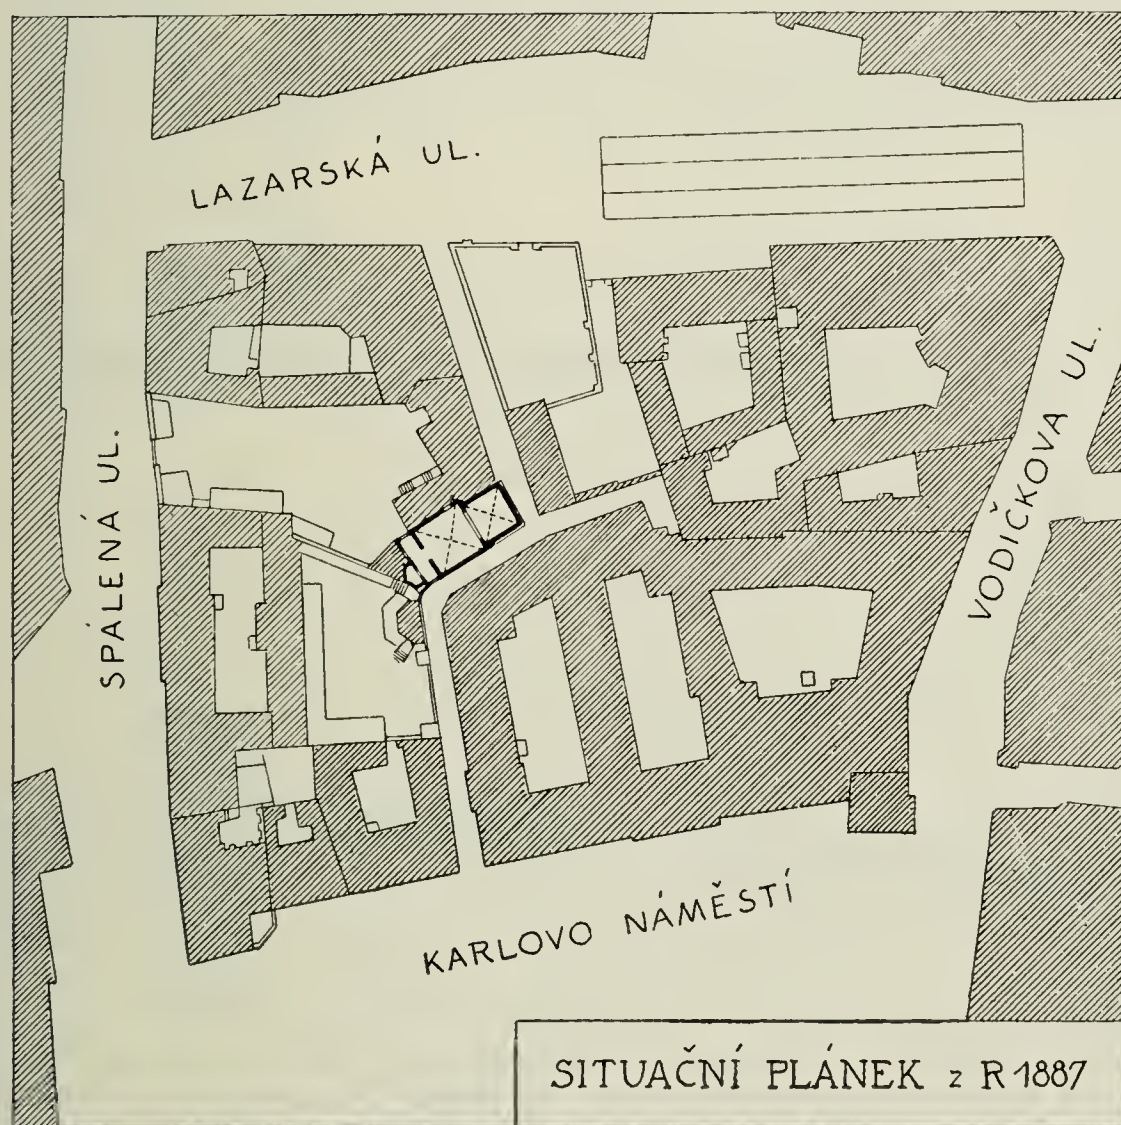 LAZARSKÁ UL.
SPÁLENÁ UL.
VODIČKOVA UL.
KARLOVO NÁMĚSTÍ
SITUAČNÍ PLÁNEK z R 1887